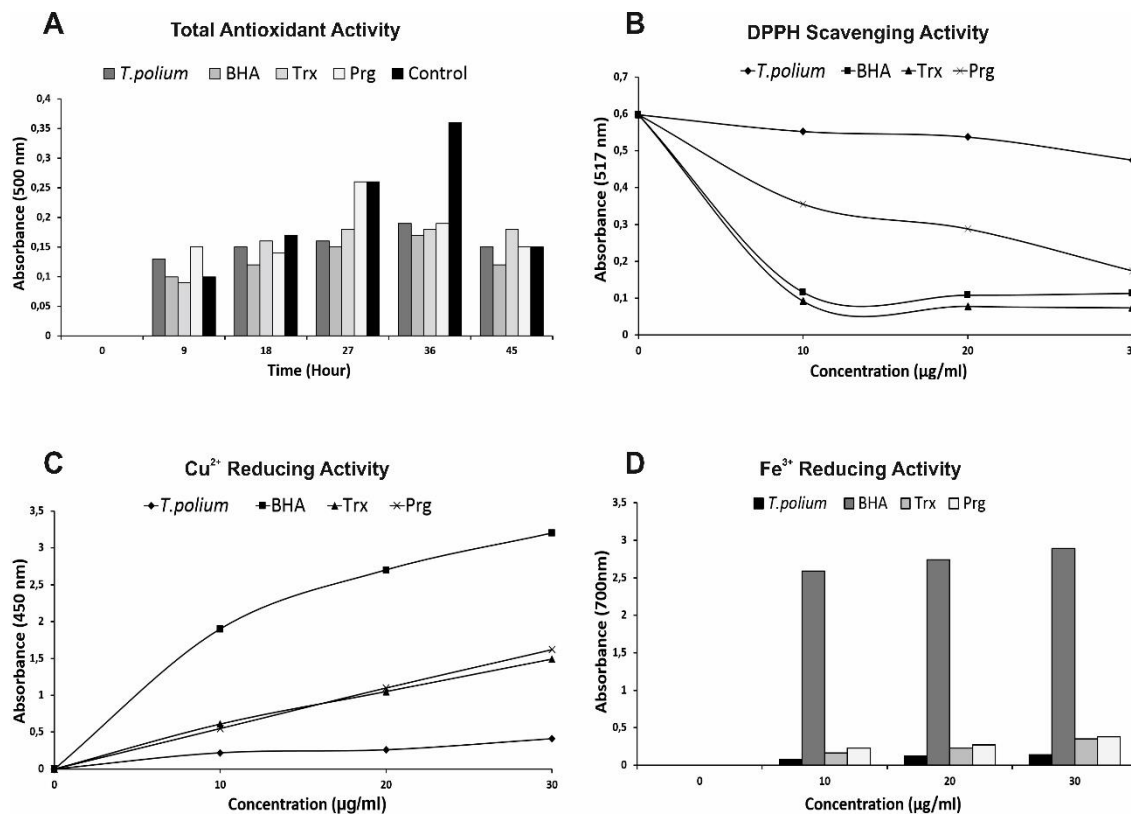 A
Total Antioxidant Activity
T.polium BHA Trx Prg Control
0,4
0,35
0,3
0,25
0,2
0,15
0,1
0,05
0
Absorbance (500 nm)
0 9 18 27 36 45
Time (Hour)
B
DPPH Scavenging Activity
T.polium BHA Trx Prg
0,7
0,6
0,5
0,4
0,3
0,2
0,1
0
Absorbance (517 nm)
0 10 20 3
Concentration (µg/ml)
C
Cu²⁺ Reducing Activity
T.polium BHA Trx Prg
3,5
3
2,5
2
1,5
1
0,5
0
Absorbance (450 nm)
0 10 20 30
Concentration (µg/ml)
D
Fe³⁺ Reducing Activity
T.polium BHA Trx Prg
3,5
3
2,5
2
1,5
1
0,5
0
Absorbance (700nm)
0 10 20 30
Concentration (µg/ml)